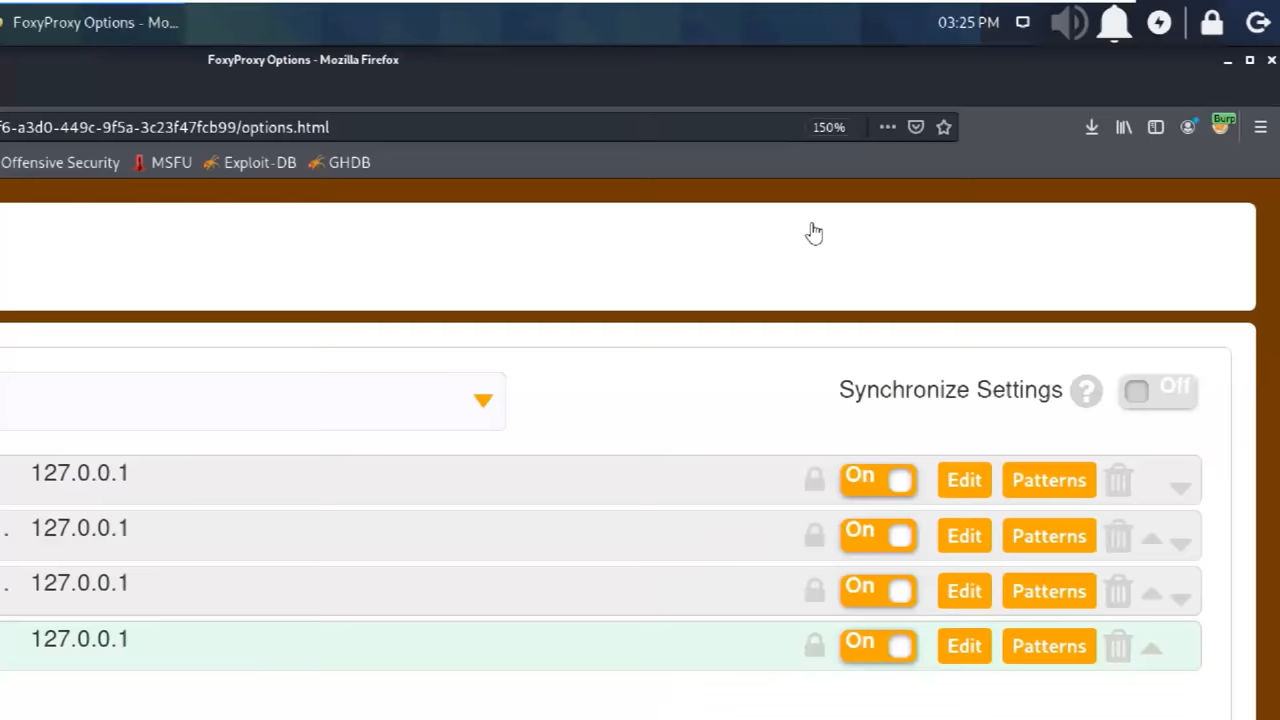 FoxyProxy Options - Mo...
03:25 PM
FoxyProxy Options - Mozilla Firefox
f6-a3d0-449c-9f5a-3c23f47fcb99/options.html
150%
Burp
Offensive Security
MSFU
Exploit-DB
GHDB
Synchronize Settings ? Off
127.0.0.1 On Edit Patterns
. 127.0.0.1 On Edit Patterns
. 127.0.0.1 On Edit Patterns
127.0.0.1 On Edit Patterns